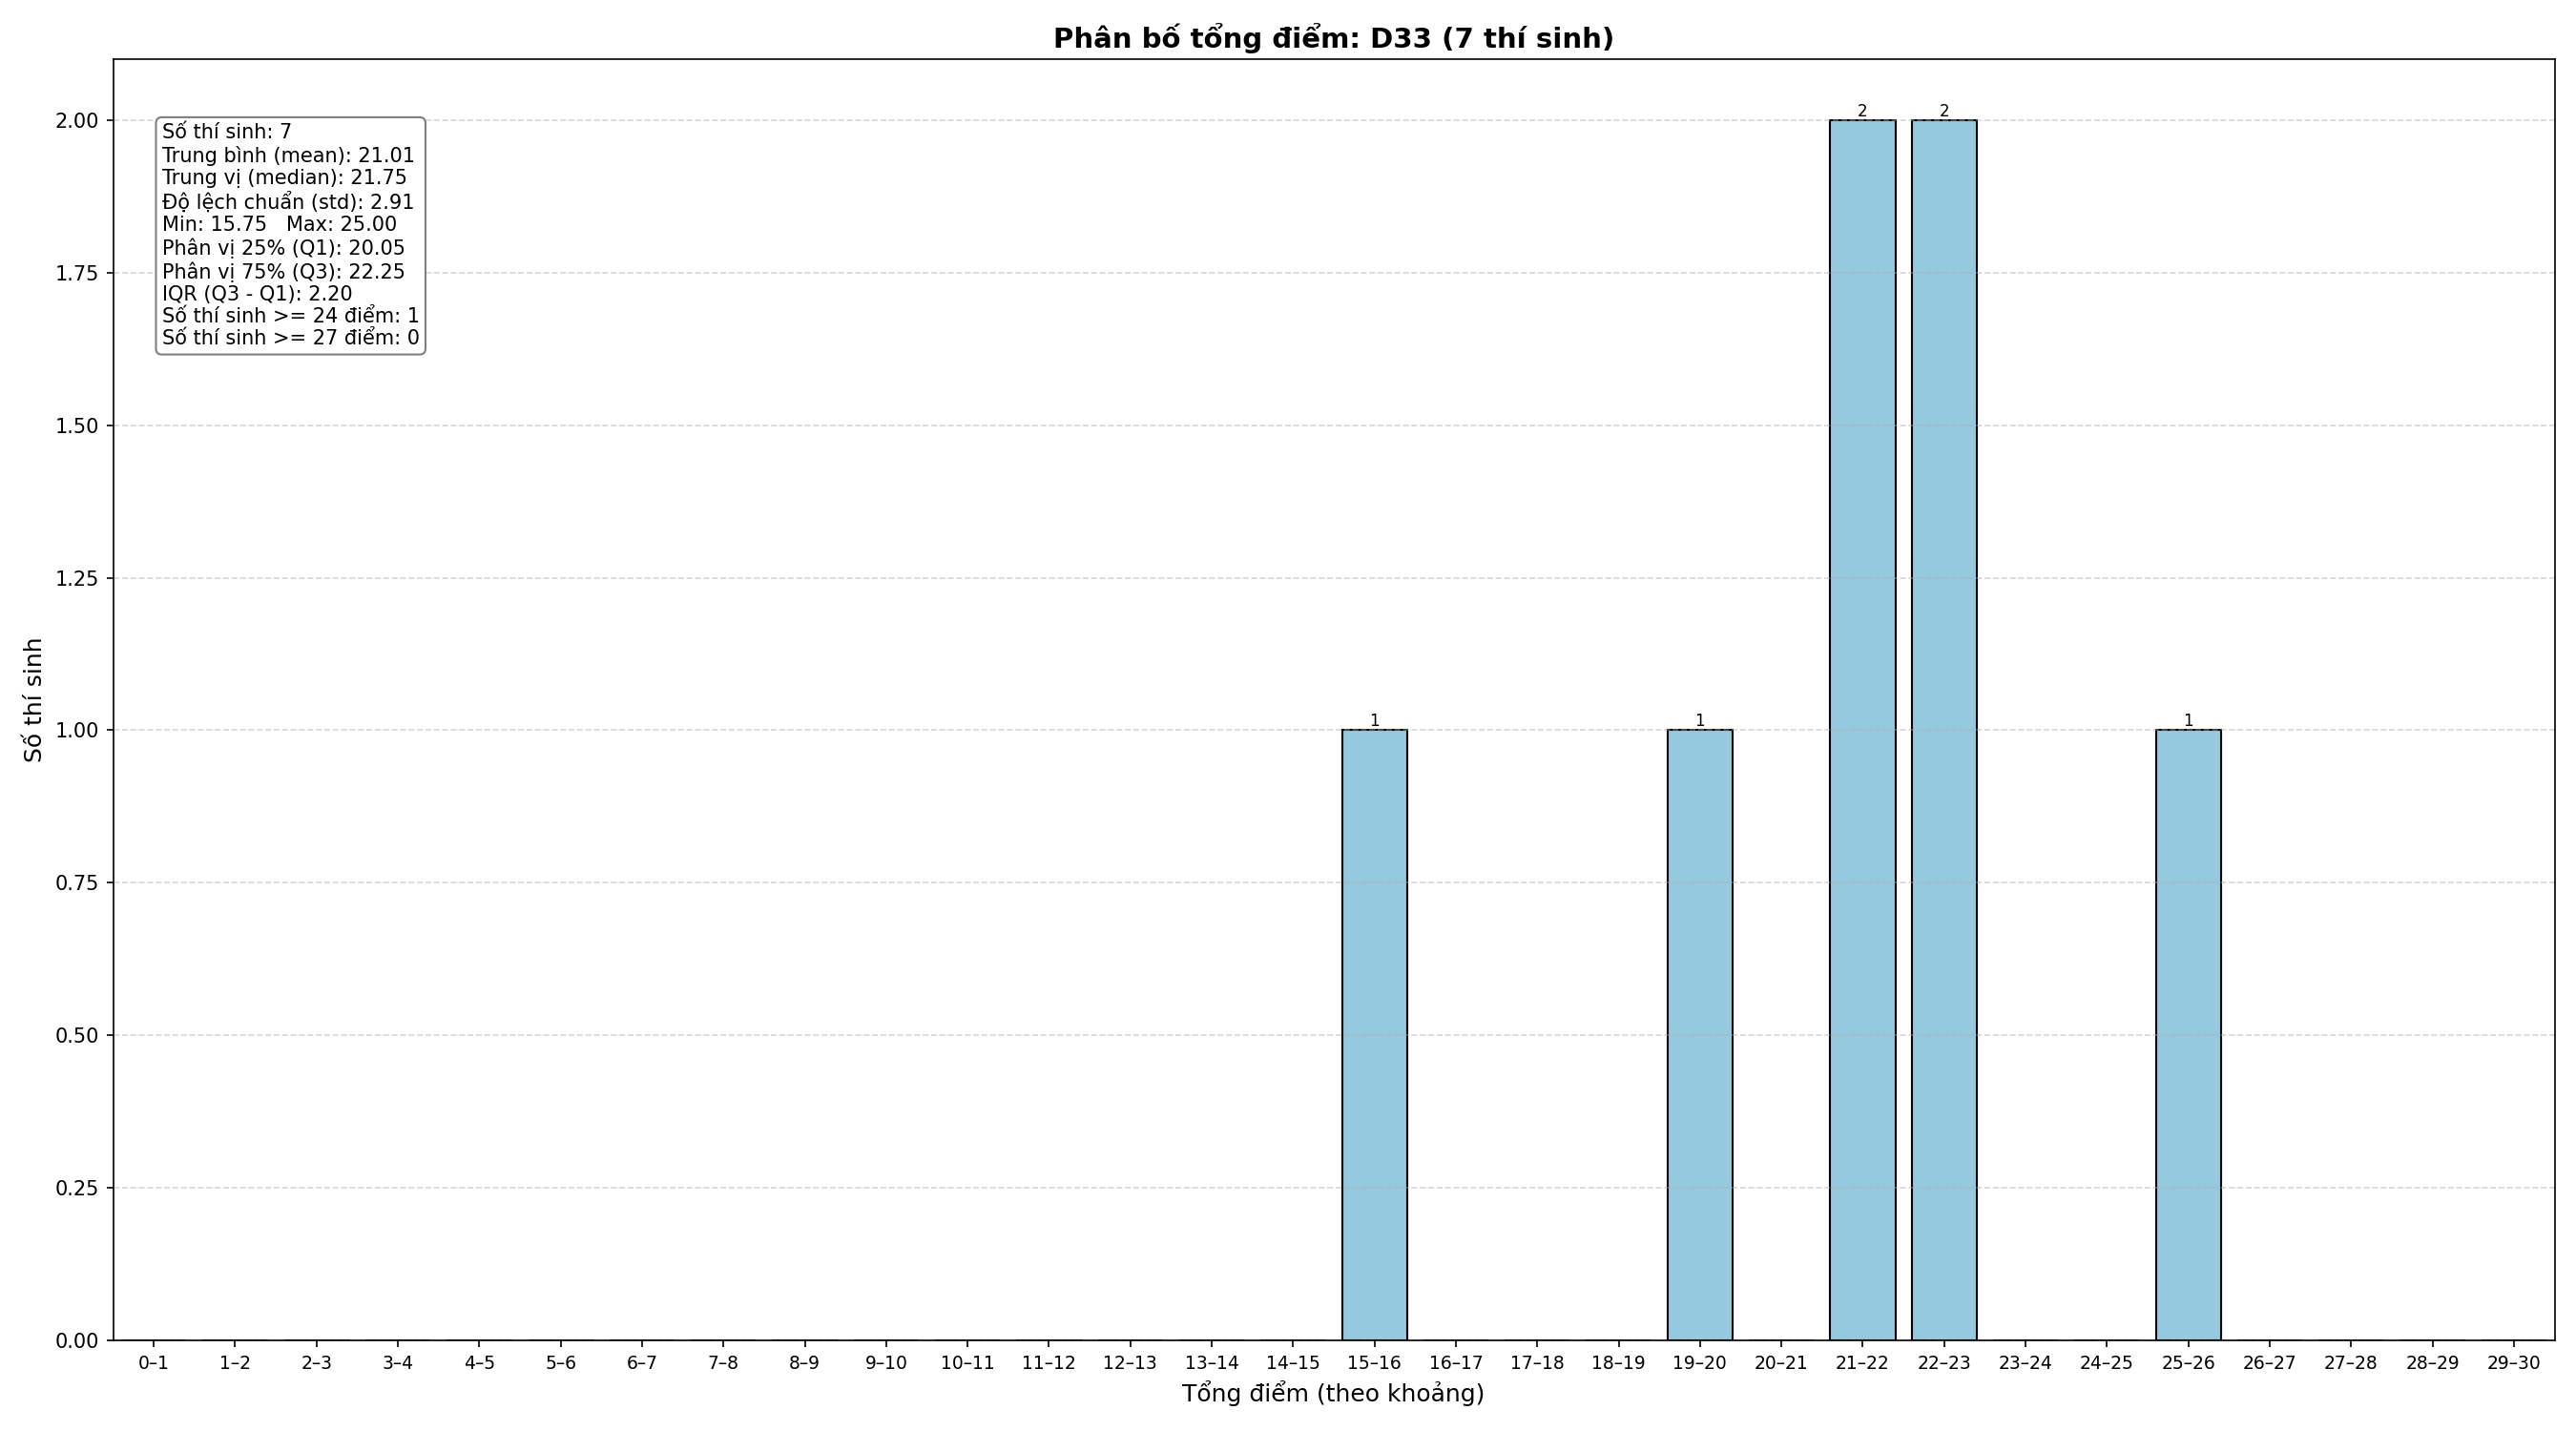 Phân bố tổng điểm: D33 (7 thí sinh)
Số thí sinh: 7
Trung bình (mean): 21.01
Trung vị (median): 21.75
Độ lệch chuẩn (std): 2.91
Min: 15.75   Max: 25.00
Phân vị 25% (Q1): 20.05
Phân vị 75% (Q3): 22.25
IQR (Q3 - Q1): 2.20
Số thí sinh >= 24 điểm: 1
Số thí sinh >= 27 điểm: 0
2.00
1.75
1.50
1.25
1.00
0.75
0.50
0.25
0.00
Số thí sinh
1
1
2
2
1
0–1 1–2 2–3 3–4 4–5 5–6 6–7 7–8 8–9 9–10 10–11 11–12 12–13 13–14 14–15 15–16 16–17 17–18 18–19 19–20 20–21 21–22 22–23 23–24 24–25 25–26 26–27 27–28 28–29 29–30
Tổng điểm (theo khoảng)